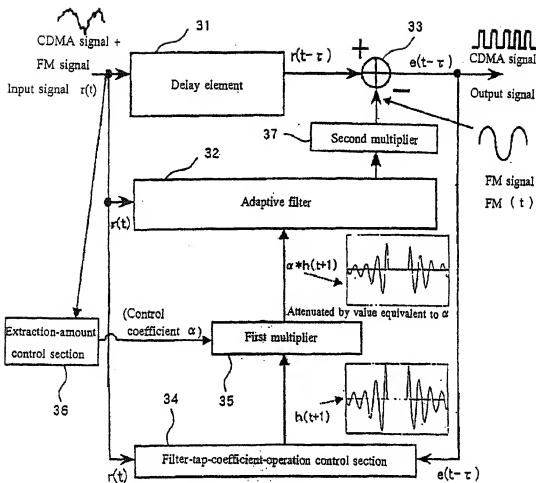 31
33
CDMA signal +
FM signal
Input signal r(t)
Delay element
r(t-τ)
+
−
e(t-τ)
CDMA signal
Output signal
37
Second multiplier
32
Adaptive filter
r(t)
FM signal
FM (t)
α*h(t+1)
Attenuated by value equivalent to α
(Control
coefficient α)
Extraction-amount
control section
36
First multiplier
35
h(t+1)
34
Filter-tap-coefficient-operation control section
r(t)
e(t-τ)